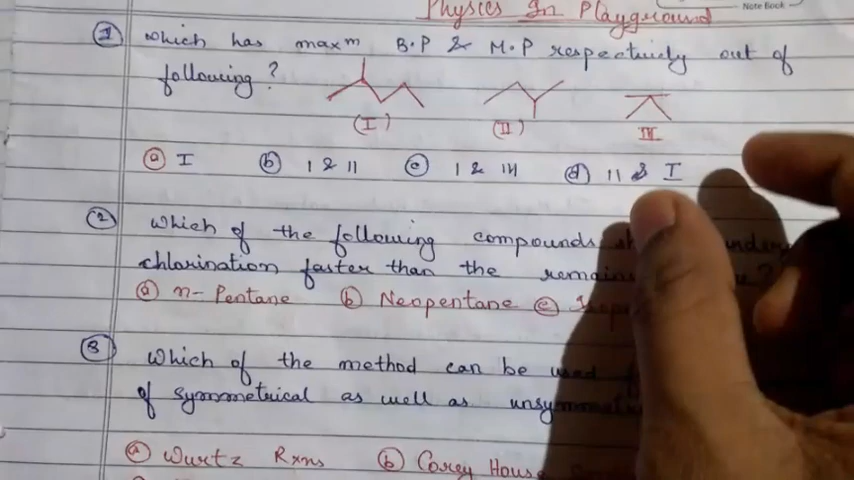 Physics In Playground
Note Book
① which has maxm B.P & M.P respectively out of
following?
(I) (II) III
ⓐ I ⓑ I & II ⓒ I & III ⓓ II & I
② which of the following compounds
chlorination faster than the remains
ⓐ n-Pentane ⓑ Neopentane ⓒ
③ which of the method can be used
of symmetrical as well as
ⓐ Wurtz Rxns ⓑ Corey House